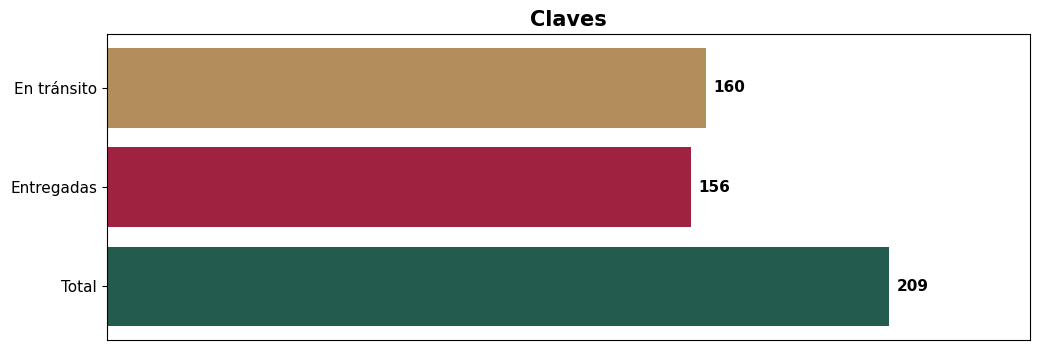 Claves
En tránsito 160
Entregadas 156
Total 209